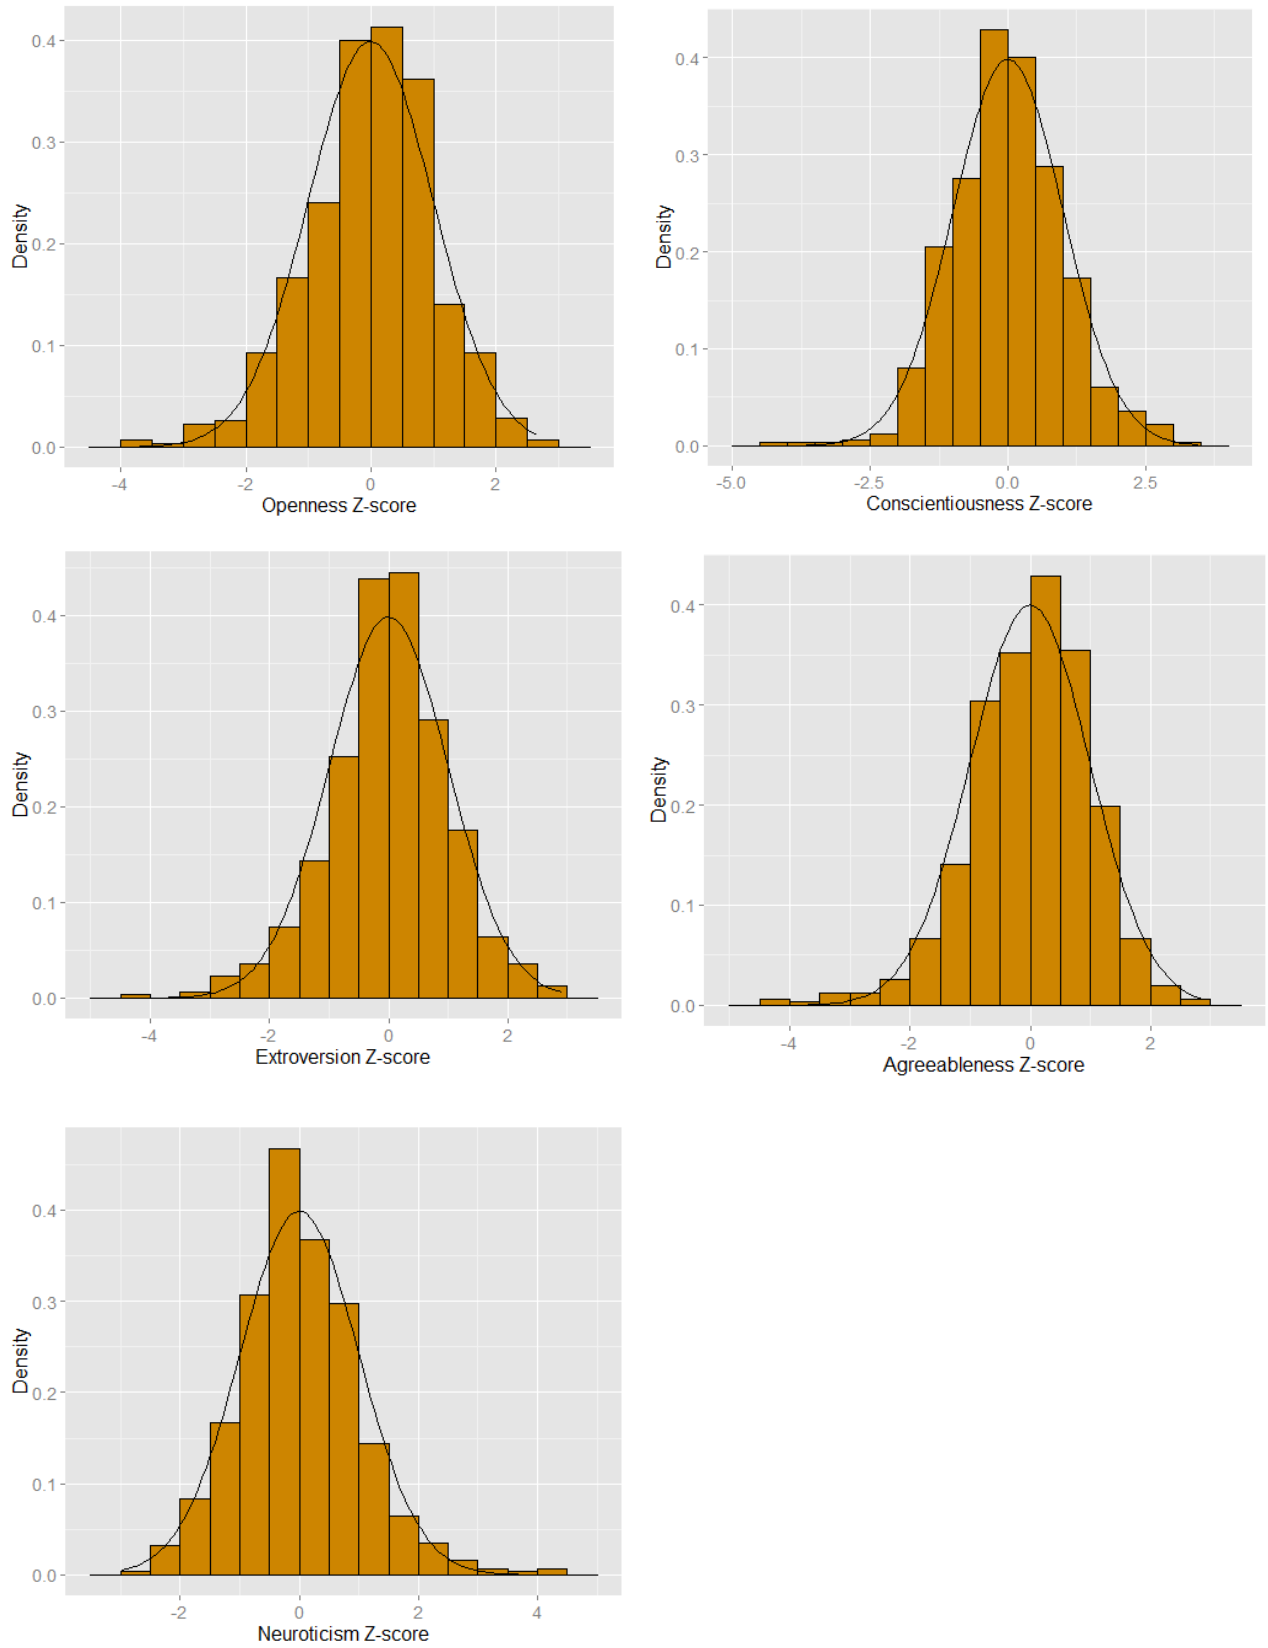 0.4
0.3
0.2
0.1
0.0
Density
-4 -2 0 2
Openness Z-score
0.4
0.3
0.2
0.1
0.0
Density
-5.0 -2.5 0.0 2.5
Conscientiousness Z-score
0.4
0.3
0.2
0.1
0.0
Density
-4 -2 0 2
Extroversion Z-score
0.4
0.3
0.2
0.1
0.0
Density
-4 -2 0 2
Agreeableness Z-score
0.4
0.3
0.2
0.1
0.0
Density
-2 0 2 4
Neuroticism Z-score